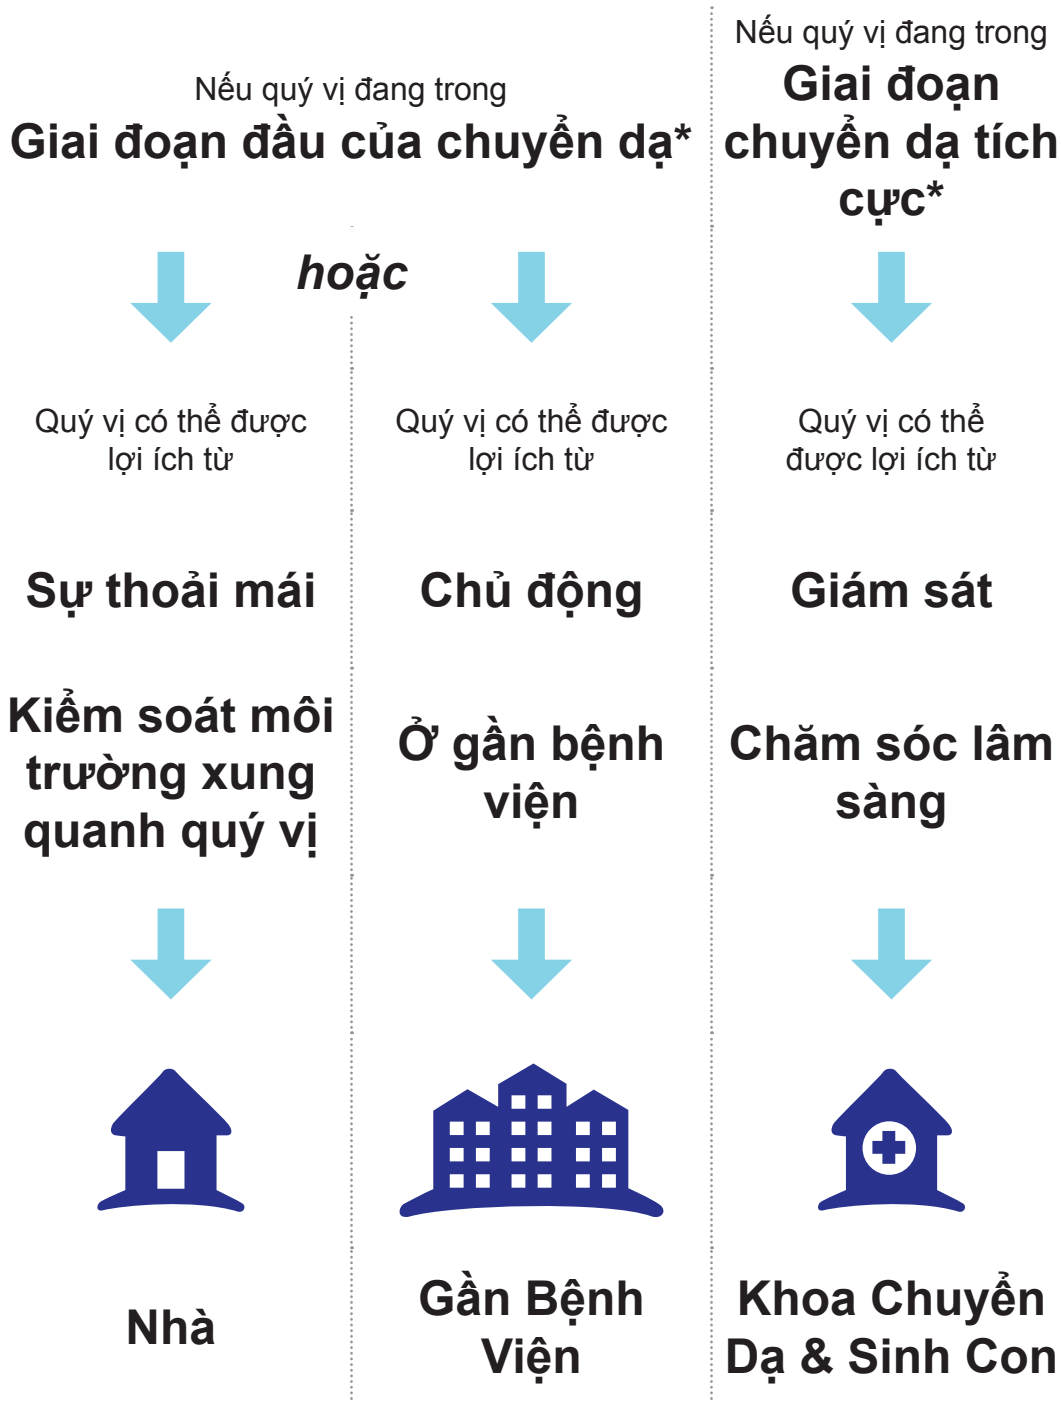 Nếu quý vị đang trong
Giai đoạn đầu của chuyển dạ*
hoặc
Quý vị có thể được
lợi ích từ
Sự thoải mái
Kiểm soát môi
trường xung
quanh quý vị
Nhà
Quý vị có thể được
lợi ích từ
Chủ động
Ở gần bệnh
viện
Gần Bệnh
Viện
Nếu quý vị đang trong
Giai đoạn
chuyển dạ tích
cực*
Quý vị có thể
được lợi ích từ
Giám sát
Chăm sóc lâm
sàng
Khoa Chuyển
Dạ & Sinh Con